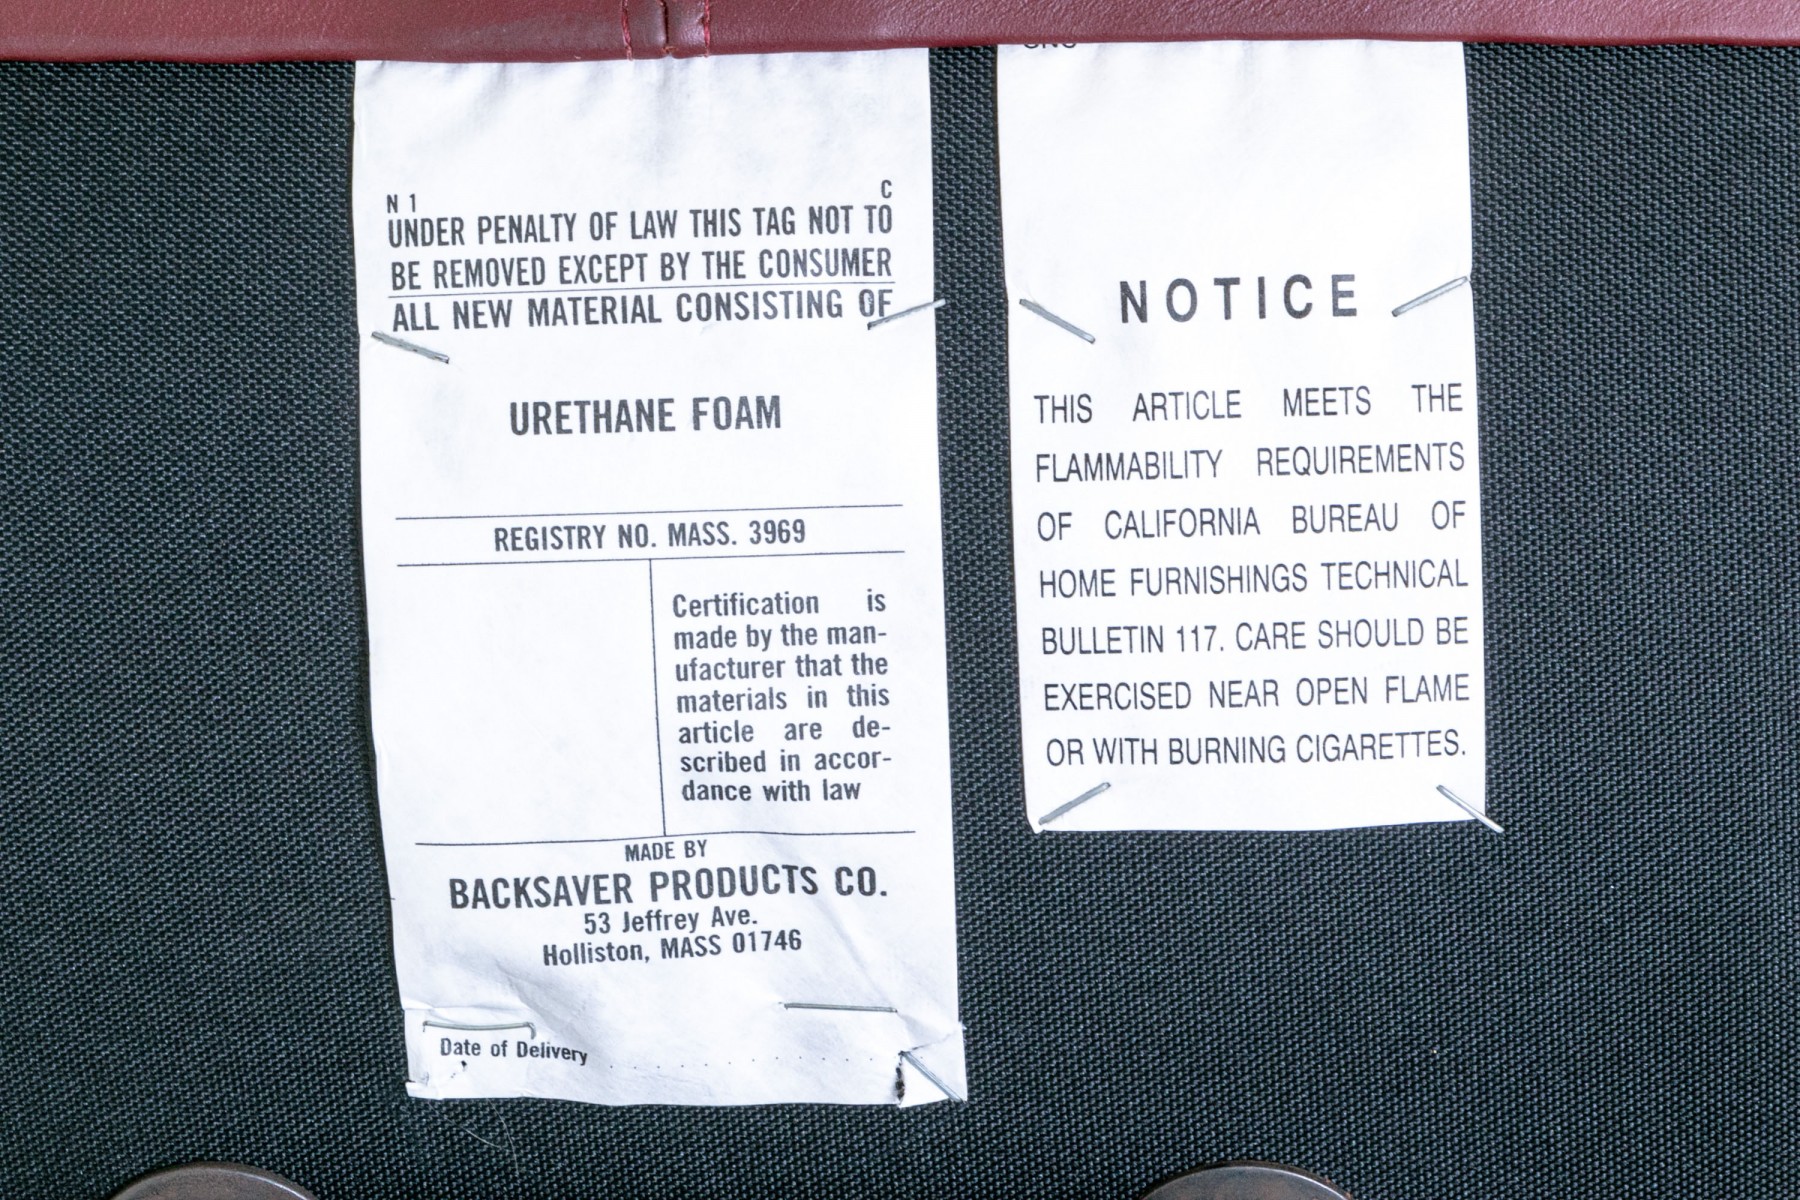 N 1 C
UNDER PENALTY OF LAW THIS TAG NOT TO
BE REMOVED EXCEPT BY THE CONSUMER
ALL NEW MATERIAL CONSISTING OF
URETHANE FOAM
REGISTRY NO. MASS. 3969
Certification is
made by the man-
ufacturer that the
materials in this
article are de-
scribed in accor-
dance with law
MADE BY
BACKSAVER PRODUCTS CO.
53 Jeffrey Ave.
Holliston, MASS 01746
Date of Delivery
NOTICE
THIS ARTICLE MEETS THE
FLAMMABILITY REQUIREMENTS
OF CALIFORNIA BUREAU OF
HOME FURNISHINGS TECHNICAL
BULLETIN 117. CARE SHOULD BE
EXERCISED NEAR OPEN FLAME
OR WITH BURNING CIGARETTES.